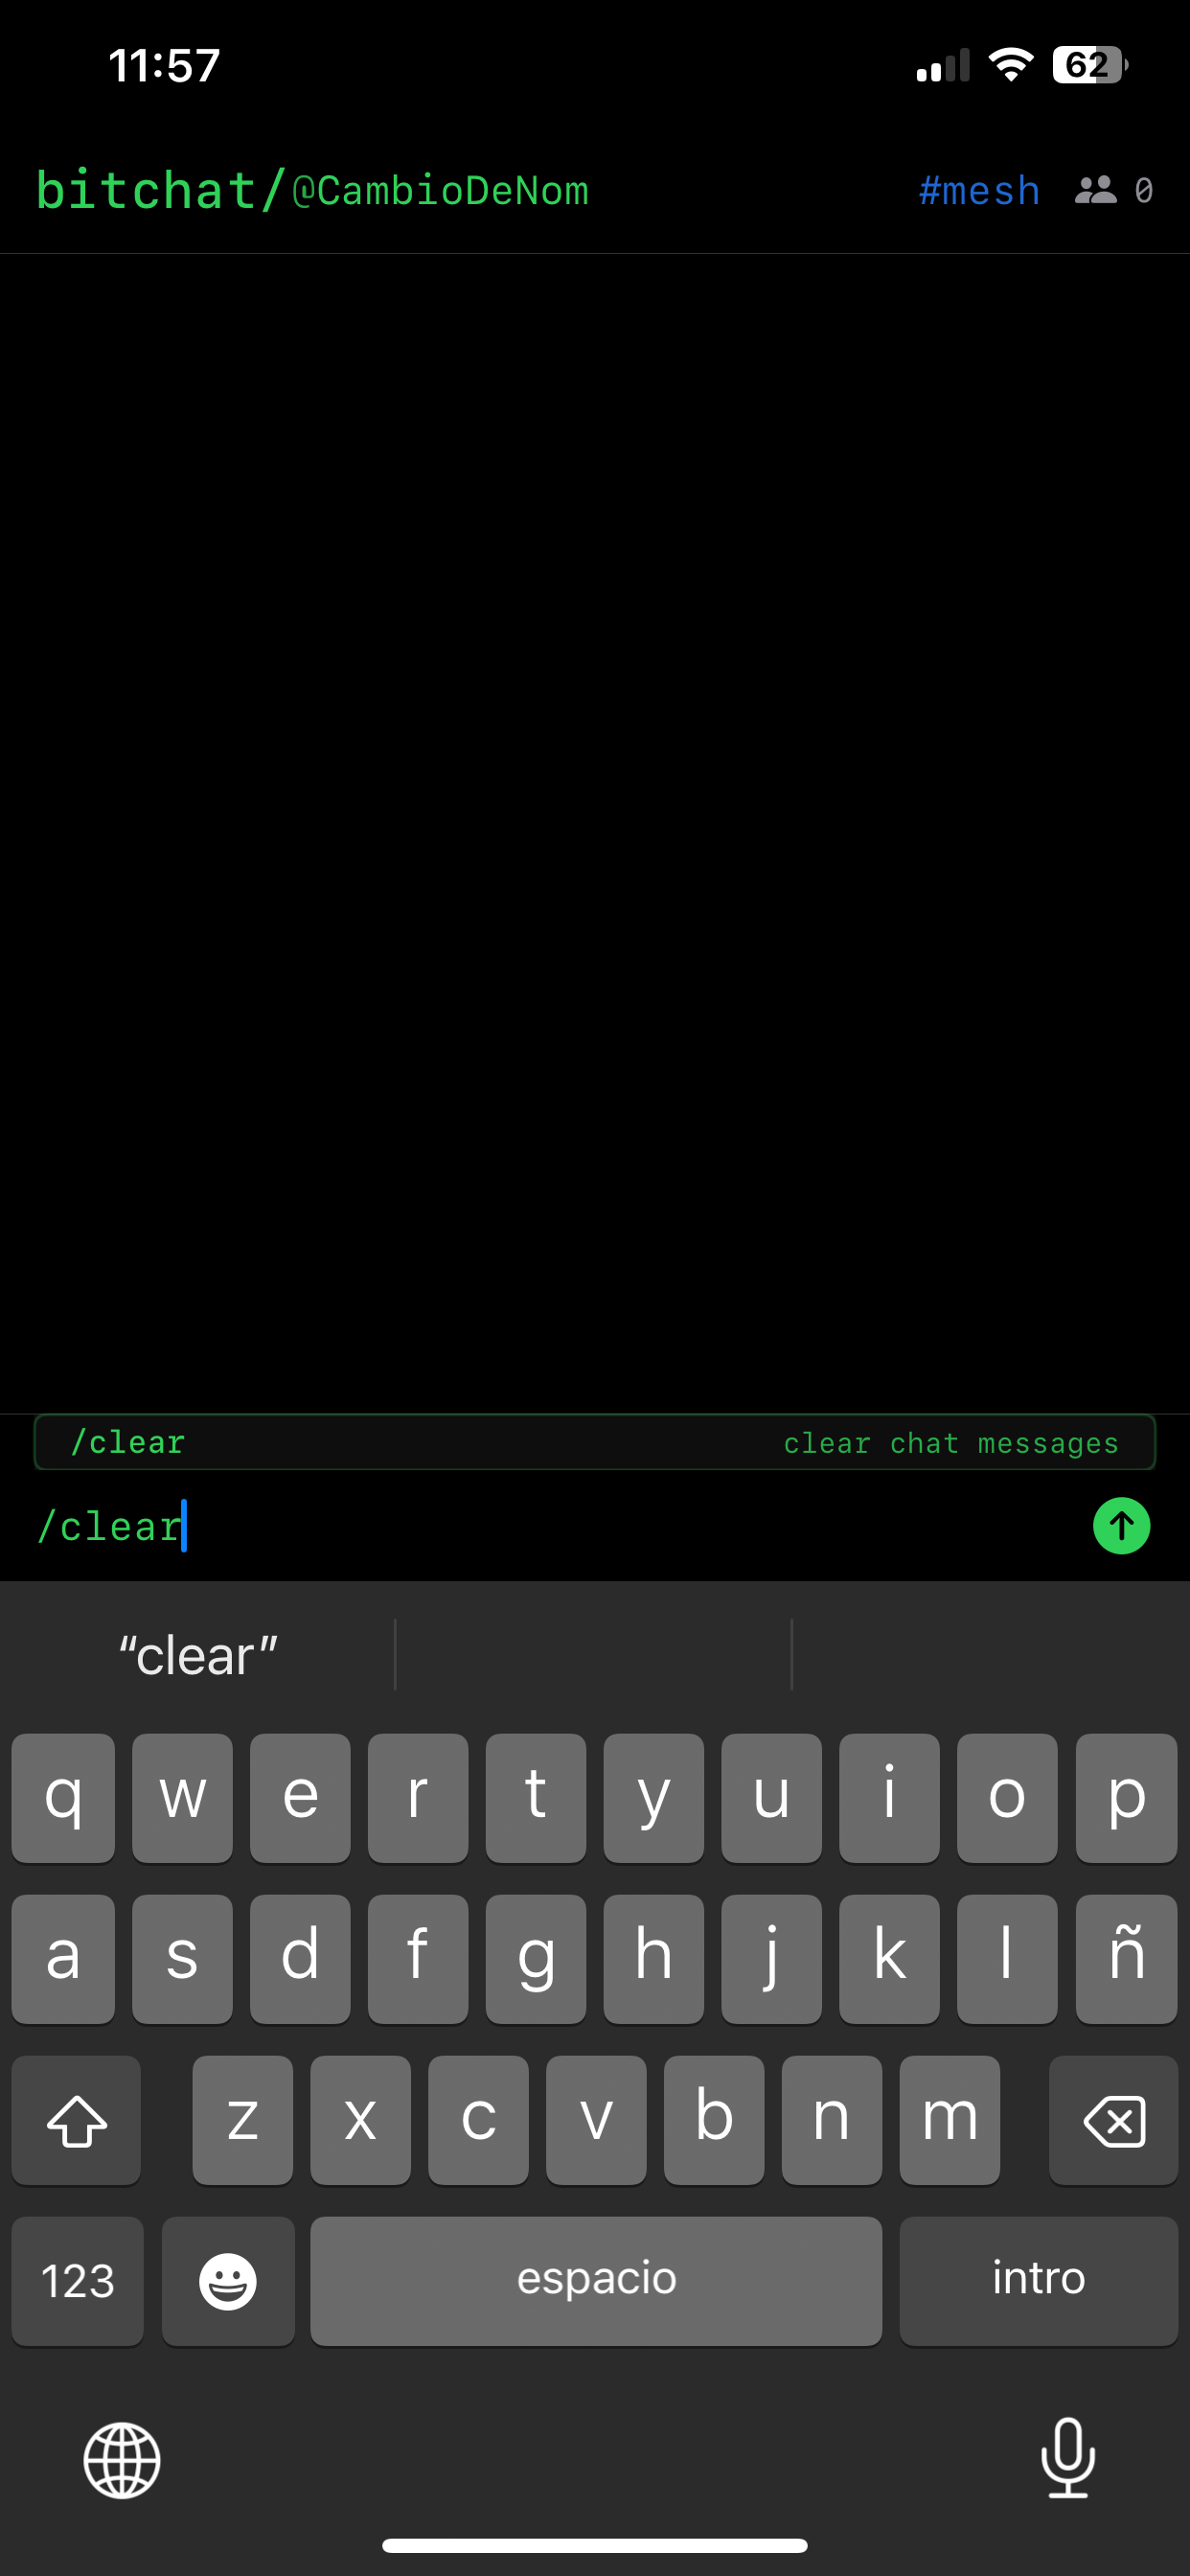 11:57 62
bitchat/@CambioDeNom #mesh 0
/clear clear chat messages
/clear
“clear”
q w e r t y u i o p
a s d f g h j k l ñ
z x c v b n m
123 espacio intro